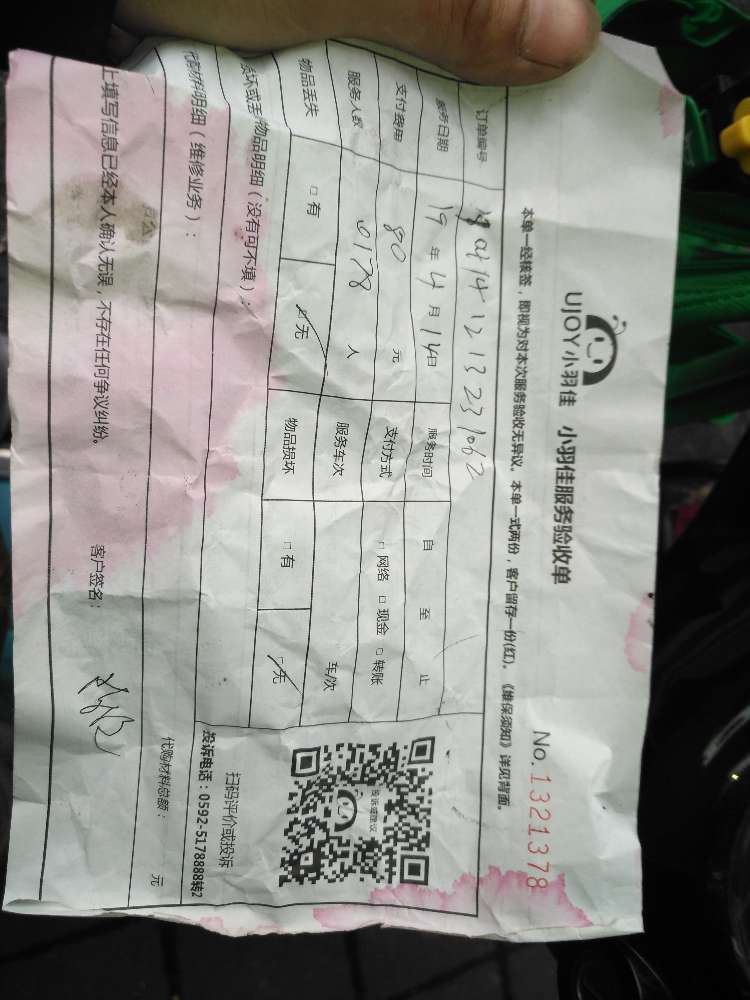 UJOY小羽佳 小羽佳服务验收单
No.1321378
本单一经核签，即视为对本次服务验收无异议。本单一式两份，客户留存一份(红)。《维保须知》详见背面。
订单编号
服务日期 19年4月14日 服务时间 自 至 止
支付费用 80 元 支付方式 □网络 □现金 □转账
服务人数 0178 人 服务车次 车/次
物品丢失 □有 □无 物品损坏 □有 □无
物品明细（没有可不填）：
材料明细（维修业务）：
代购材料总额： 元
上填写信息已经本人确认无误，不存在任何争议纠纷。 客户签名：
投诉或建议
扫码评价或投诉
投诉电话：0592-5178888转2